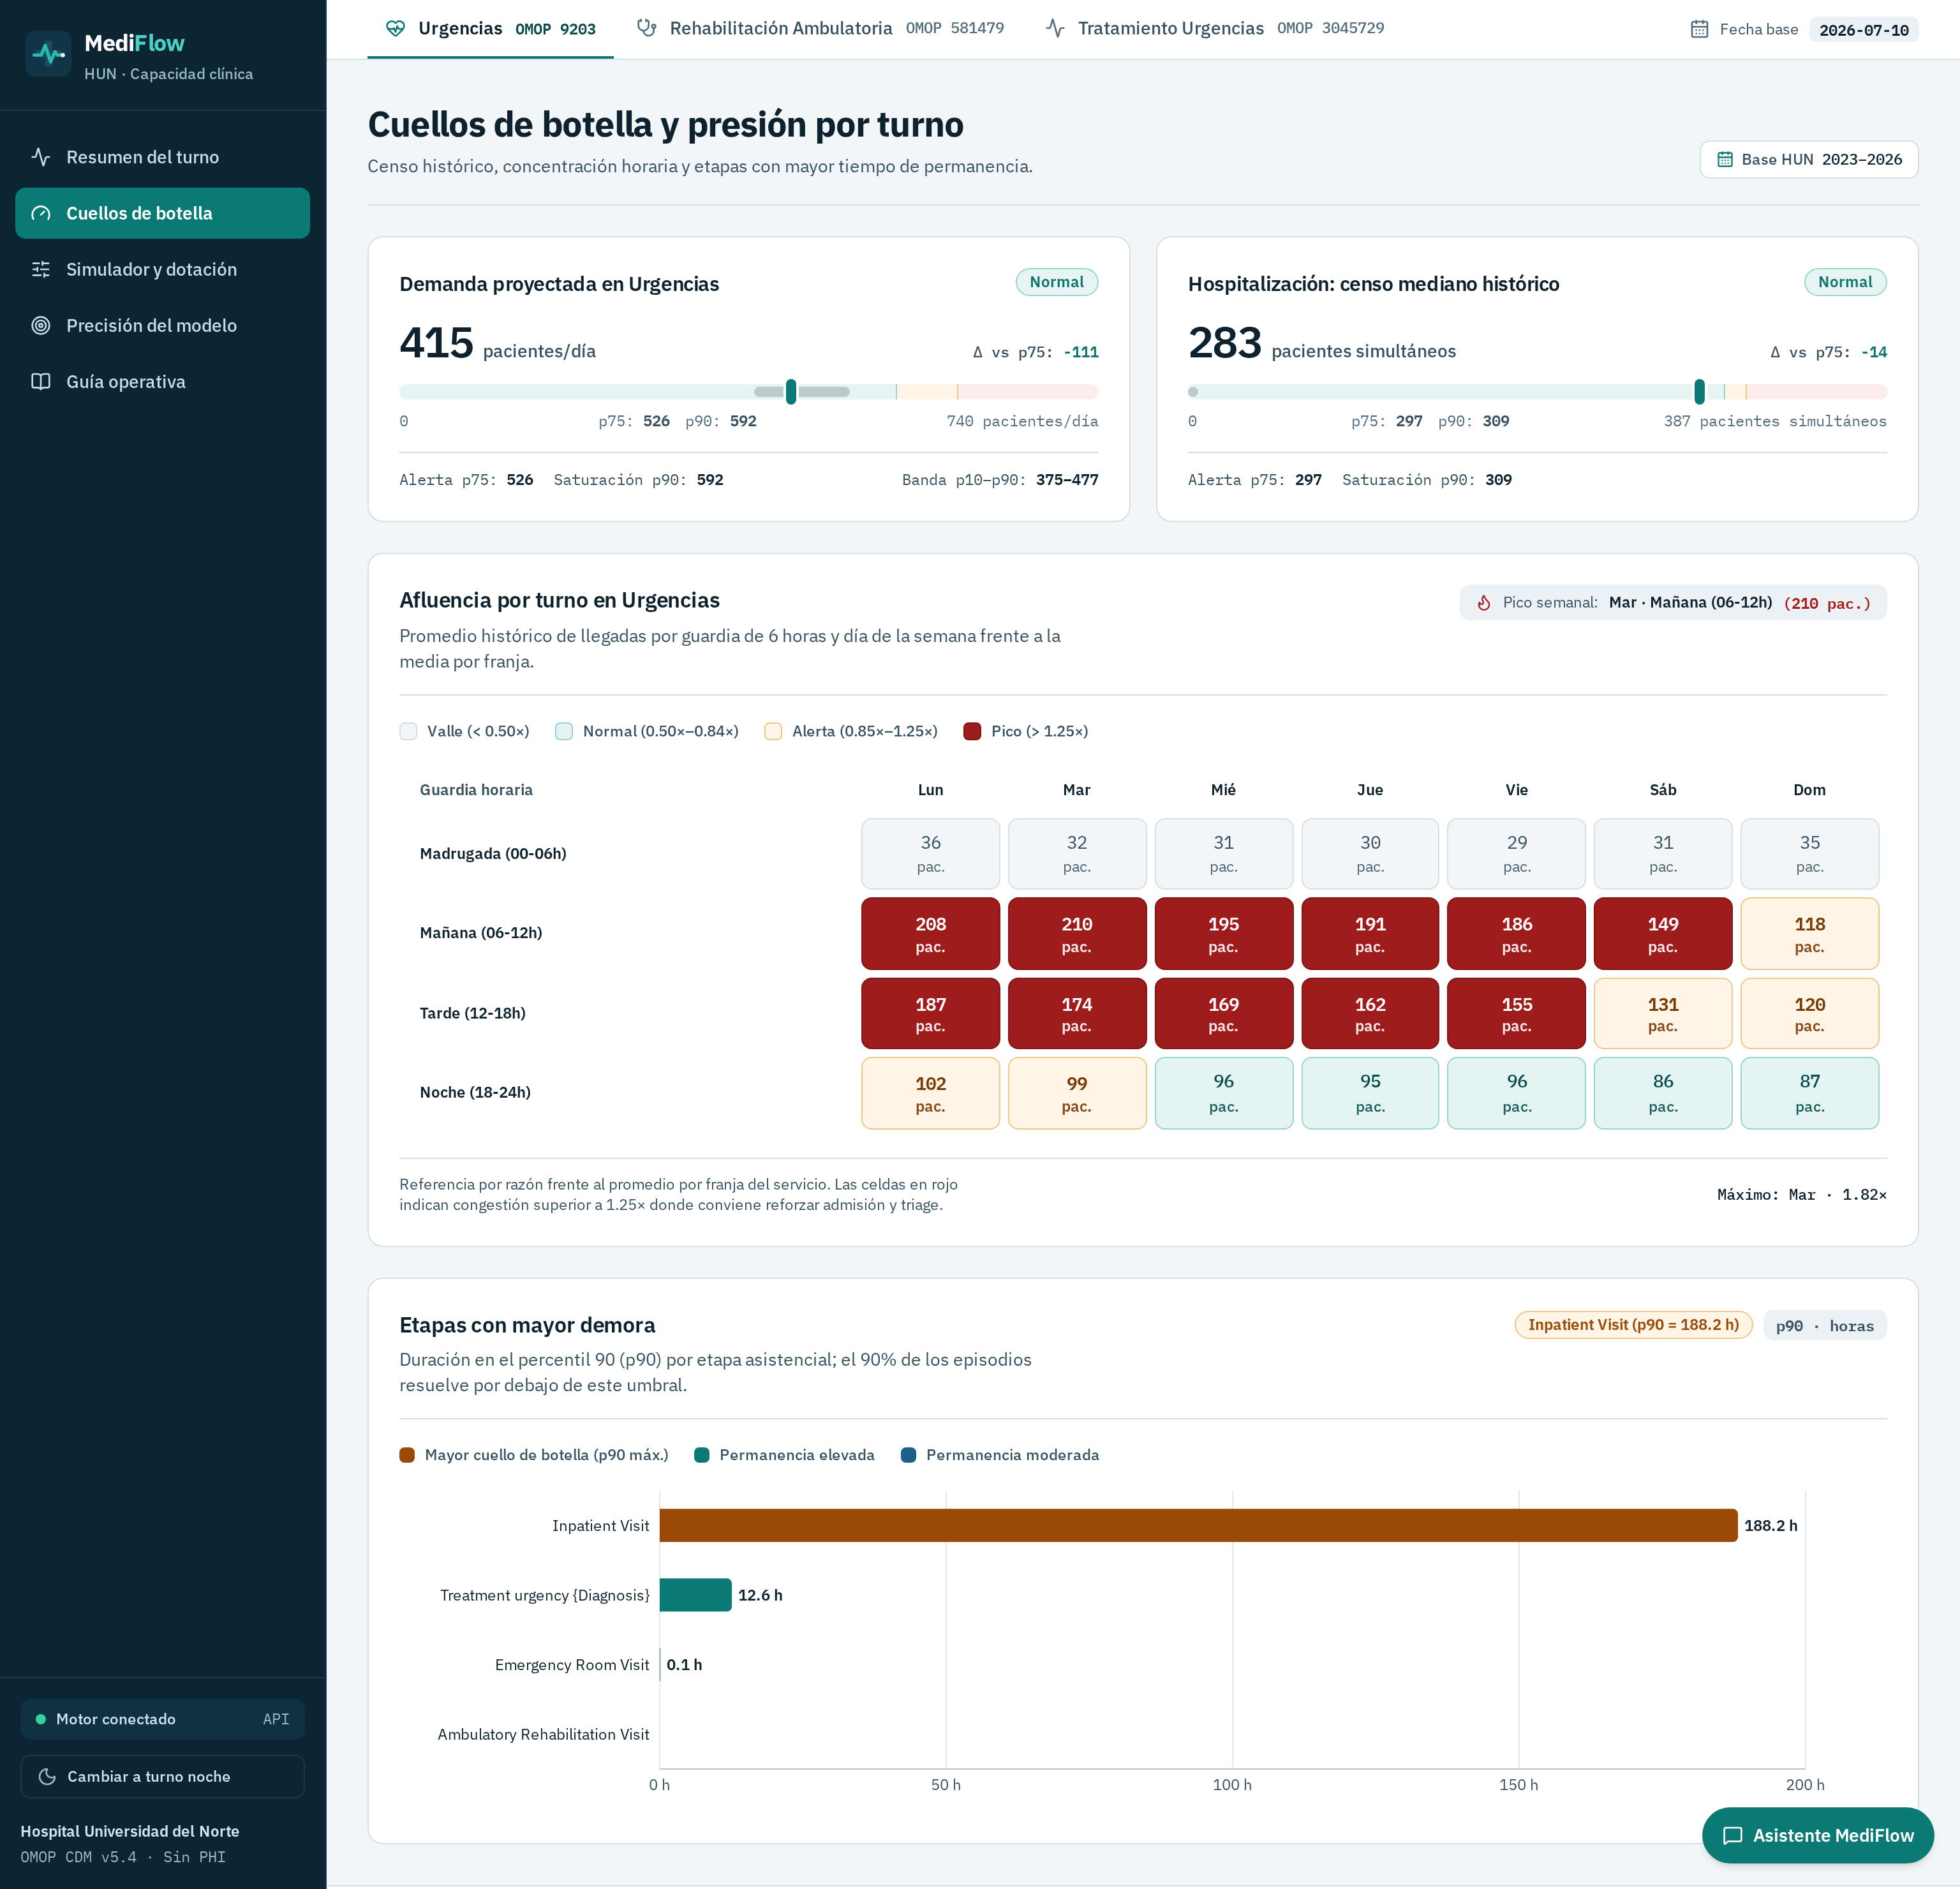 MediFlow
HUN · Capacidad clínica
Resumen del turno
Cuellos de botella
Simulador y dotación
Precisión del modelo
Guía operativa
Motor conectado API
Cambiar a turno noche
Hospital Universidad del Norte
OMOP CDM v5.4 · Sin PHI
Urgencias OMOP 9203 Rehabilitación Ambulatoria OMOP 581479 Tratamiento Urgencias OMOP 3045729 Fecha base 2026-07-10
Cuellos de botella y presión por turno
Censo histórico, concentración horaria y etapas con mayor tiempo de permanencia.
Base HUN 2023–2026
Demanda proyectada en Urgencias Normal
415 pacientes/día Δ vs p75: -111
0 p75: 526 p90: 592 740 pacientes/día
Alerta p75: 526 Saturación p90: 592 Banda p10–p90: 375–477
Hospitalización: censo mediano histórico Normal
283 pacientes simultáneos Δ vs p75: -14
0 p75: 297 p90: 309 387 pacientes simultáneos
Alerta p75: 297 Saturación p90: 309
Afluencia por turno en Urgencias
Pico semanal: Mar · Mañana (06-12h) (210 pac.)
Promedio histórico de llegadas por guardia de 6 horas y día de la semana frente a la
media por franja.
Valle (< 0.50×) Normal (0.50×–0.84×) Alerta (0.85×–1.25×) Pico (> 1.25×)
Guardia horaria Lun Mar Mié Jue Vie Sáb Dom
Madrugada (00-06h)
36 32 31 30 29 31 35
pac. pac. pac. pac. pac. pac. pac.
Mañana (06-12h)
208 210 195 191 186 149 118
pac. pac. pac. pac. pac. pac. pac.
Tarde (12-18h)
187 174 169 162 155 131 120
pac. pac. pac. pac. pac. pac. pac.
Noche (18-24h)
102 99 96 95 96 86 87
pac. pac. pac. pac. pac. pac. pac.
Referencia por razón frente al promedio por franja del servicio. Las celdas en rojo
indican congestión superior a 1.25× donde conviene reforzar admisión y triage.
Máximo: Mar · 1.82×
Etapas con mayor demora
Inpatient Visit (p90 = 188.2 h) p90 · horas
Duración en el percentil 90 (p90) por etapa asistencial; el 90% de los episodios
resuelve por debajo de este umbral.
Mayor cuello de botella (p90 máx.) Permanencia elevada Permanencia moderada
Inpatient Visit 188.2 h
Treatment urgency {Diagnosis} 12.6 h
Emergency Room Visit 0.1 h
Ambulatory Rehabilitation Visit
0 h 50 h 100 h 150 h 200 h
Asistente MediFlow